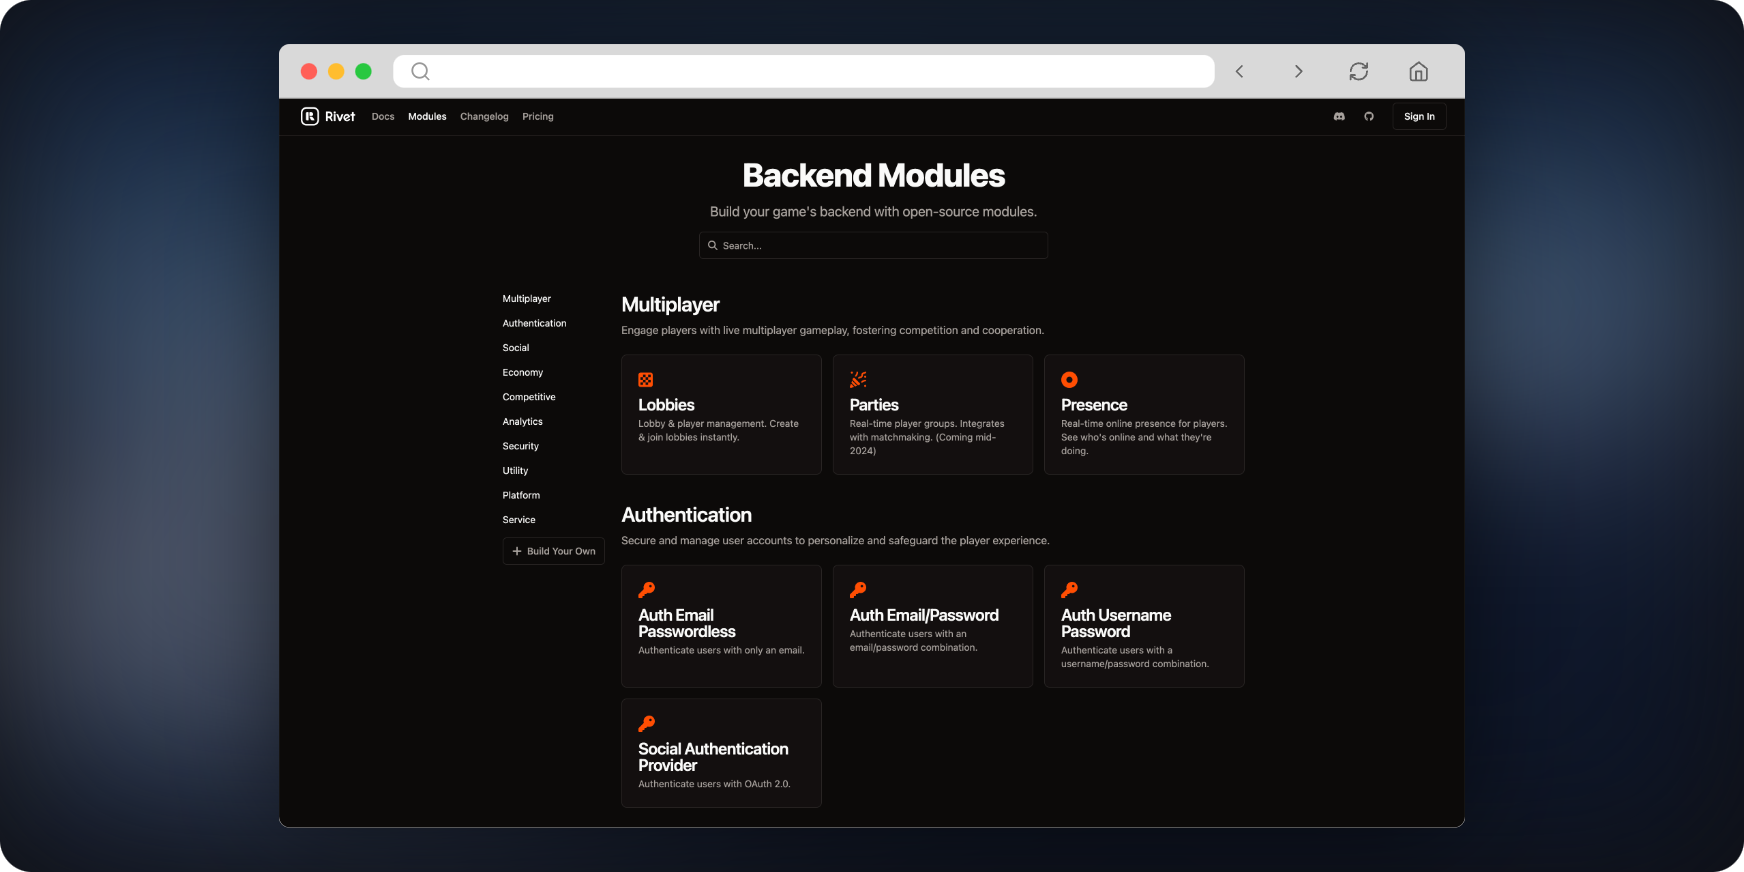 Rivet Docs Modules Changelog Pricing Sign In
Backend Modules
Build your game's backend with open-source modules.
Search...
Multiplayer
Authentication
Social
Economy
Competitive
Analytics
Security
Utility
Platform
Service
Build Your Own
Multiplayer
Engage players with live multiplayer gameplay, fostering competition and cooperation.
Lobbies
Lobby & player management. Create
& join lobbies instantly.
Parties
Real-time player groups. Integrates
with matchmaking. (Coming mid-
2024)
Presence
Real-time online presence for players.
See who's online and what they're
doing.
Authentication
Secure and manage user accounts to personalize and safeguard the player experience.
Auth Email
Passwordless
Authenticate users with only an email.
Auth Email/Password
Authenticate users with an
email/password combination.
Auth Username
Password
Authenticate users with a
username/password combination.
Social Authentication
Provider
Authenticate users with OAuth 2.0.